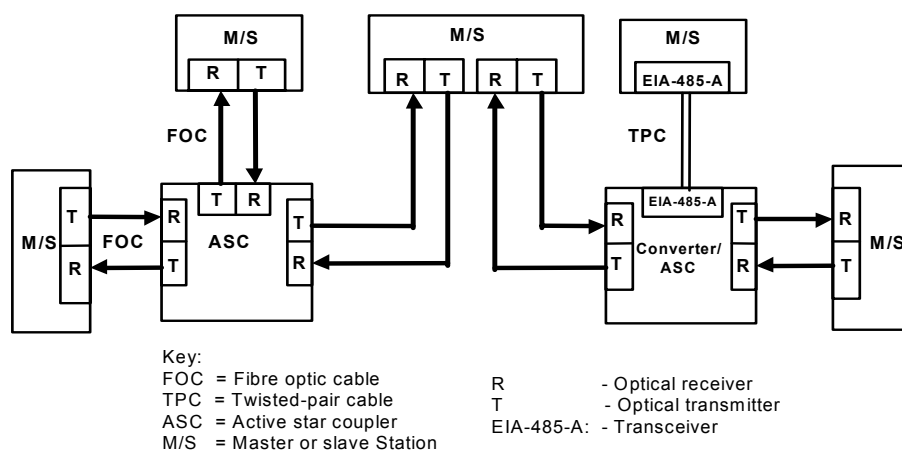 M/S
R T
M/S
R T R T
M/S
EIA-485-A
FOC
TPC
M/S
T
R
FOC
T R
R
T
ASC
T
R
EIA-485-A
R
T
Converter/
ASC
T
R
R
T
M/S
Key:
FOC = Fibre optic cable
TPC = Twisted-pair cable
ASC = Active star coupler
M/S = Master or slave Station
R - Optical receiver
T - Optical transmitter
EIA-485-A: - Transceiver